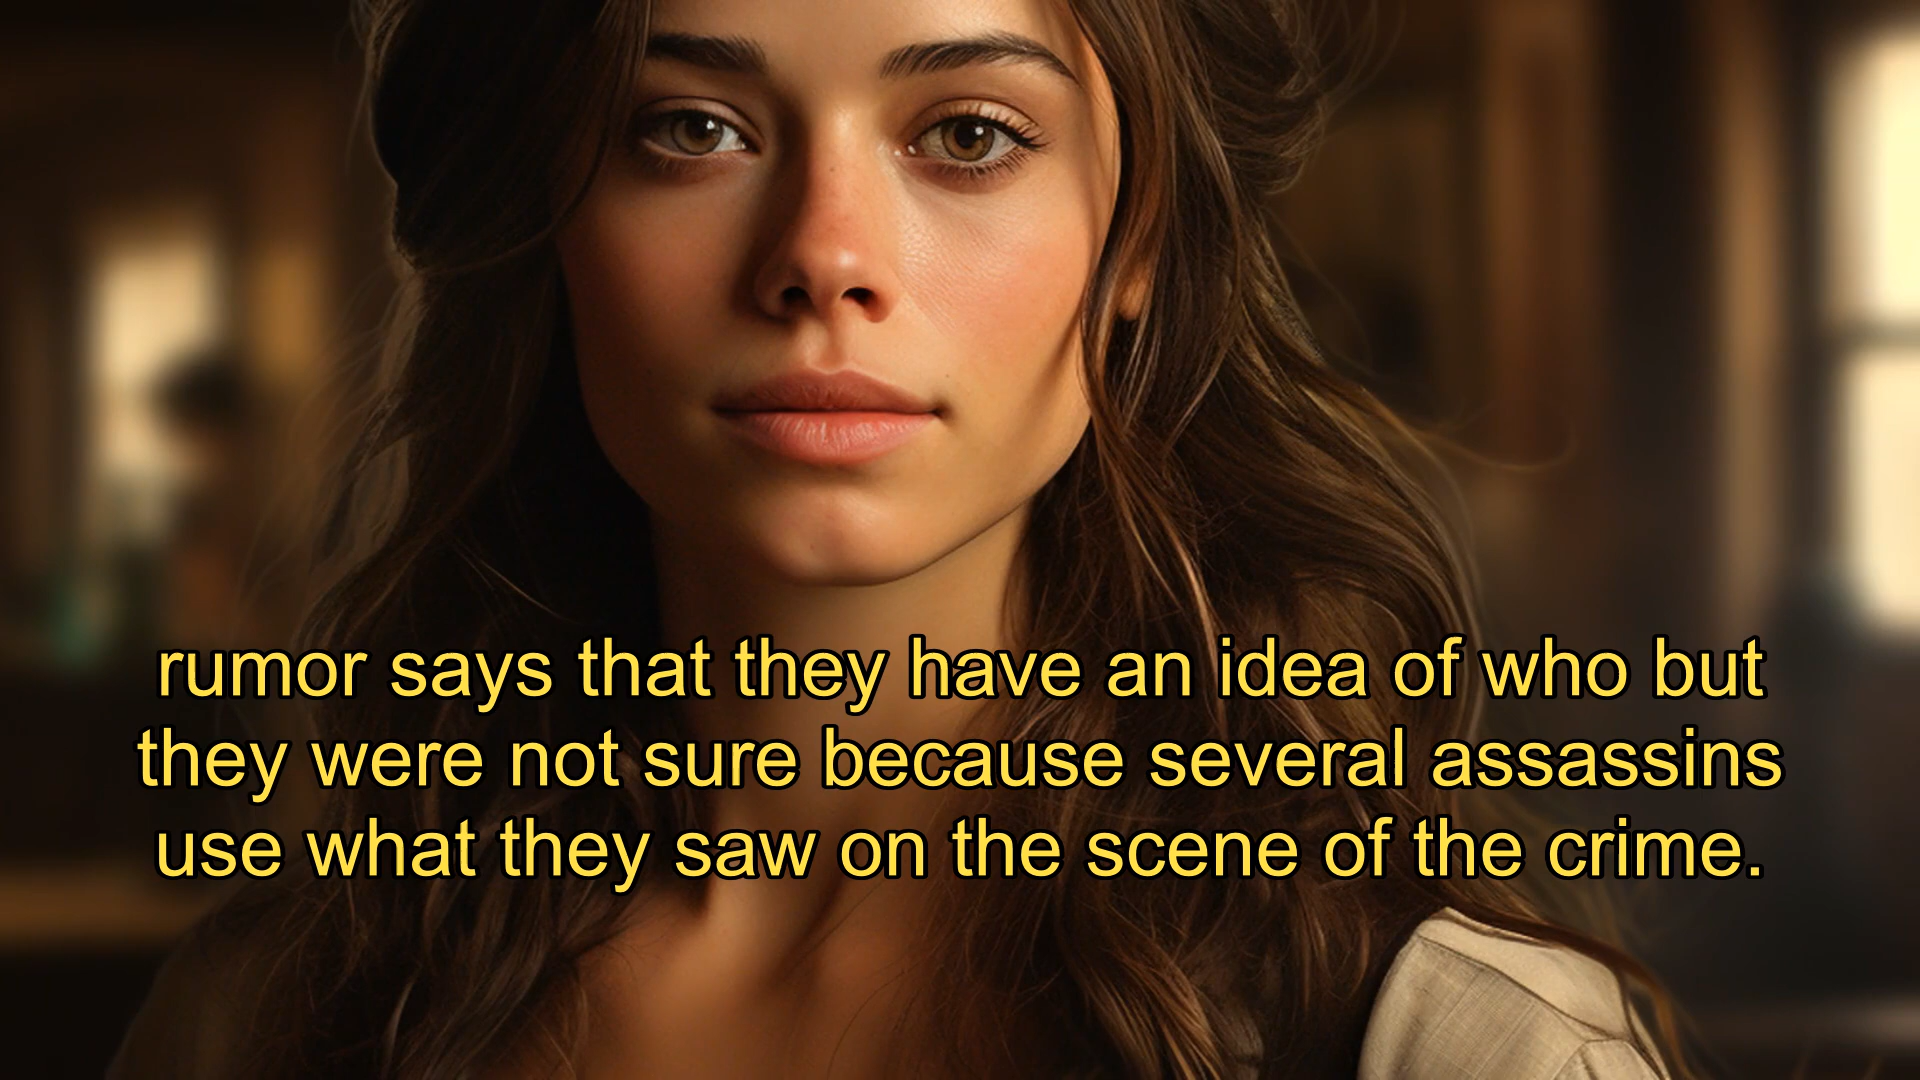 rumor says that they have an idea of who but
they were not sure because several assassins
use what they saw on the scene of the crime.